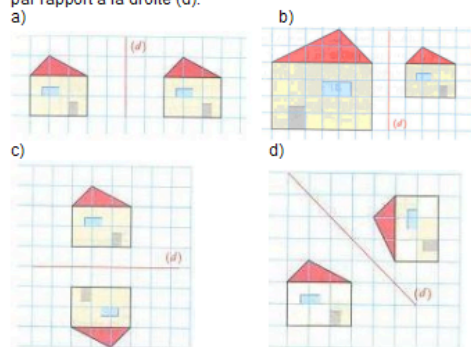 par rapport à la droite (d).
a)
b)
(d)
(d)
c)
d)
(d)
(d)